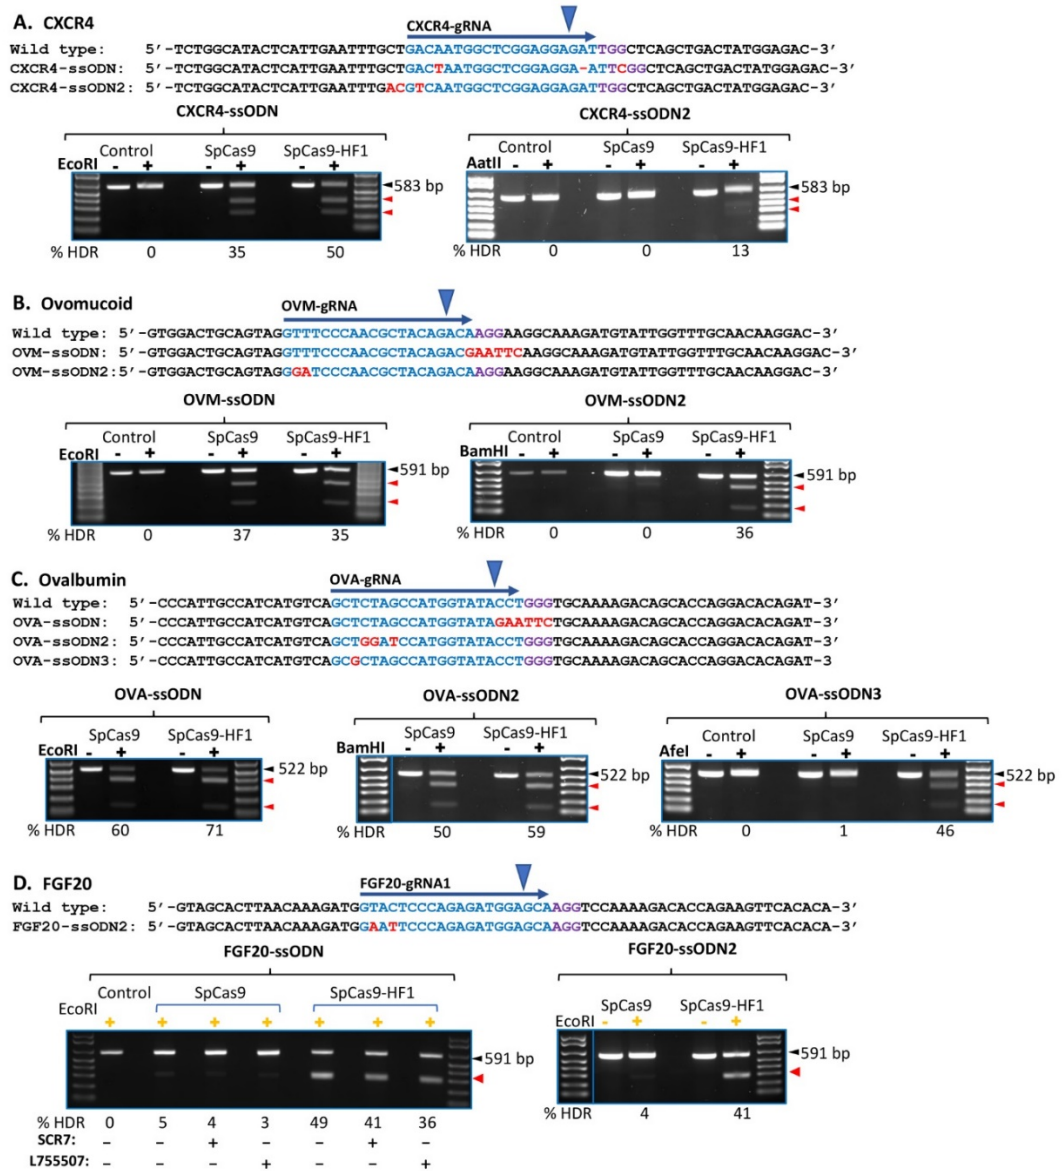 A. CXCR4
CXCR4-gRNA
Wild type: 5’-TCTGGCATACTCATTGAATTTGCTGACAATGGCTCGGAGGAGATTGGCTCAGCTGACTATGGAGAC-3’
CXCR4-ssODN: 5’-TCTGGCATACTCATTGAATTTGCTGACTAATGGCTCGGAGGA-ATTCGGCTCAGCTGACTATGGAGAC-3’
CXCR4-ssODN2: 5’-TCTGGCATACTCATTGAATTTGACGTCAATGGCTCGGAGGAGATTGGCTCAGCTGACTATGGAGAC-3’
CXCR4-ssODN CXCR4-ssODN2
Control SpCas9 SpCas9-HF1 Control SpCas9 SpCas9-HF1
EcoRI - + - + - + AatII - + - + - +
583 bp 583 bp
% HDR 0 35 50 % HDR 0 0 13
B. Ovomucoid
OVM-gRNA
Wild type: 5’-GTGGACTGCAGTAGGTTTCCCAACGCTACAGACAAGGAAGGCAAAGATGTATTGGTTTGCAACAAGGAC-3’
OVM-ssODN: 5’-GTGGACTGCAGTAGGTTTCCCAACGCTACAGACGAATTCAAGGCAAAGATGTATTGGTTTGCAACAAGGAC-3’
OVM-ssODN2: 5’-GTGGACTGCAGTAGGGATCCCAACGCTACAGACAAGGAAGGCAAAGATGTATTGGTTTGCAACAAGGAC-3’
OVM-ssODN OVM-ssODN2
Control SpCas9 SpCas9-HF1 Control SpCas9 SpCas9-HF1
EcoRI - + - + - + BamHI - + - + - +
591 bp 591 bp
% HDR 0 37 35 % HDR 0 0 36
C. Ovalbumin
OVA-gRNA
Wild type: 5’-CCCATTGCCATCATGTCAGCTCTAGCCATGGTATACCTGGGTGCAAAAGACAGCACCAGGACACAGAT-3’
OVA-ssODN: 5’-CCCATTGCCATCATGTCAGCTCTAGCCATGGTATAGAATTCTGCAAAAGACAGCACCAGGACACAGAT-3’
OVA-ssODN2: 5’-CCCATTGCCATCATGTCAGCTGGATCCATGGTATACCTGGGTGCAAAAGACAGCACCAGGACACAGAT-3’
OVA-ssODN3: 5’-CCCATTGCCATCATGTCAGCGCTAGCCATGGTATACCTGGGTGCAAAAGACAGCACCAGGACACAGAT-3
OVA-ssODN OVA-ssODN2 OVA-ssODN3
SpCas9 SpCas9-HF1 SpCas9 SpCas9-HF1 Control SpCas9 SpCas9-HF1
EcoRI - + - + BamHI - + - + AfeI - + - + - +
522 bp 522 bp 522 bp
% HDR 60 71 % HDR 50 59 % HDR 0 1 46
D. FGF20
FGF20-gRNA1
Wild type: 5’-GTAGCACTTAACAAAGATGGTACTCCCAGAGATGGAGCAAGGTCCAAAAGACCAGAAGTTCACACA-3’
FGF20-ssODN2: 5’-GTAGCACTTAACAAAGATGGAATTCCCAGAGATGGAGCAAGGTCCAAAAGACCAGAAGTTCACACA-3’
FGF20-ssODN FGF20-ssODN2
Control SpCas9 SpCas9-HF1 SpCas9 SpCas9-HF1
EcoRI + + + + + + + EcoRI - + - +
591 bp 591 bp
% HDR 0 5 4 3 49 41 36 % HDR 4 41
SCR7: – – + – – + –
L755507: – – – + – – +